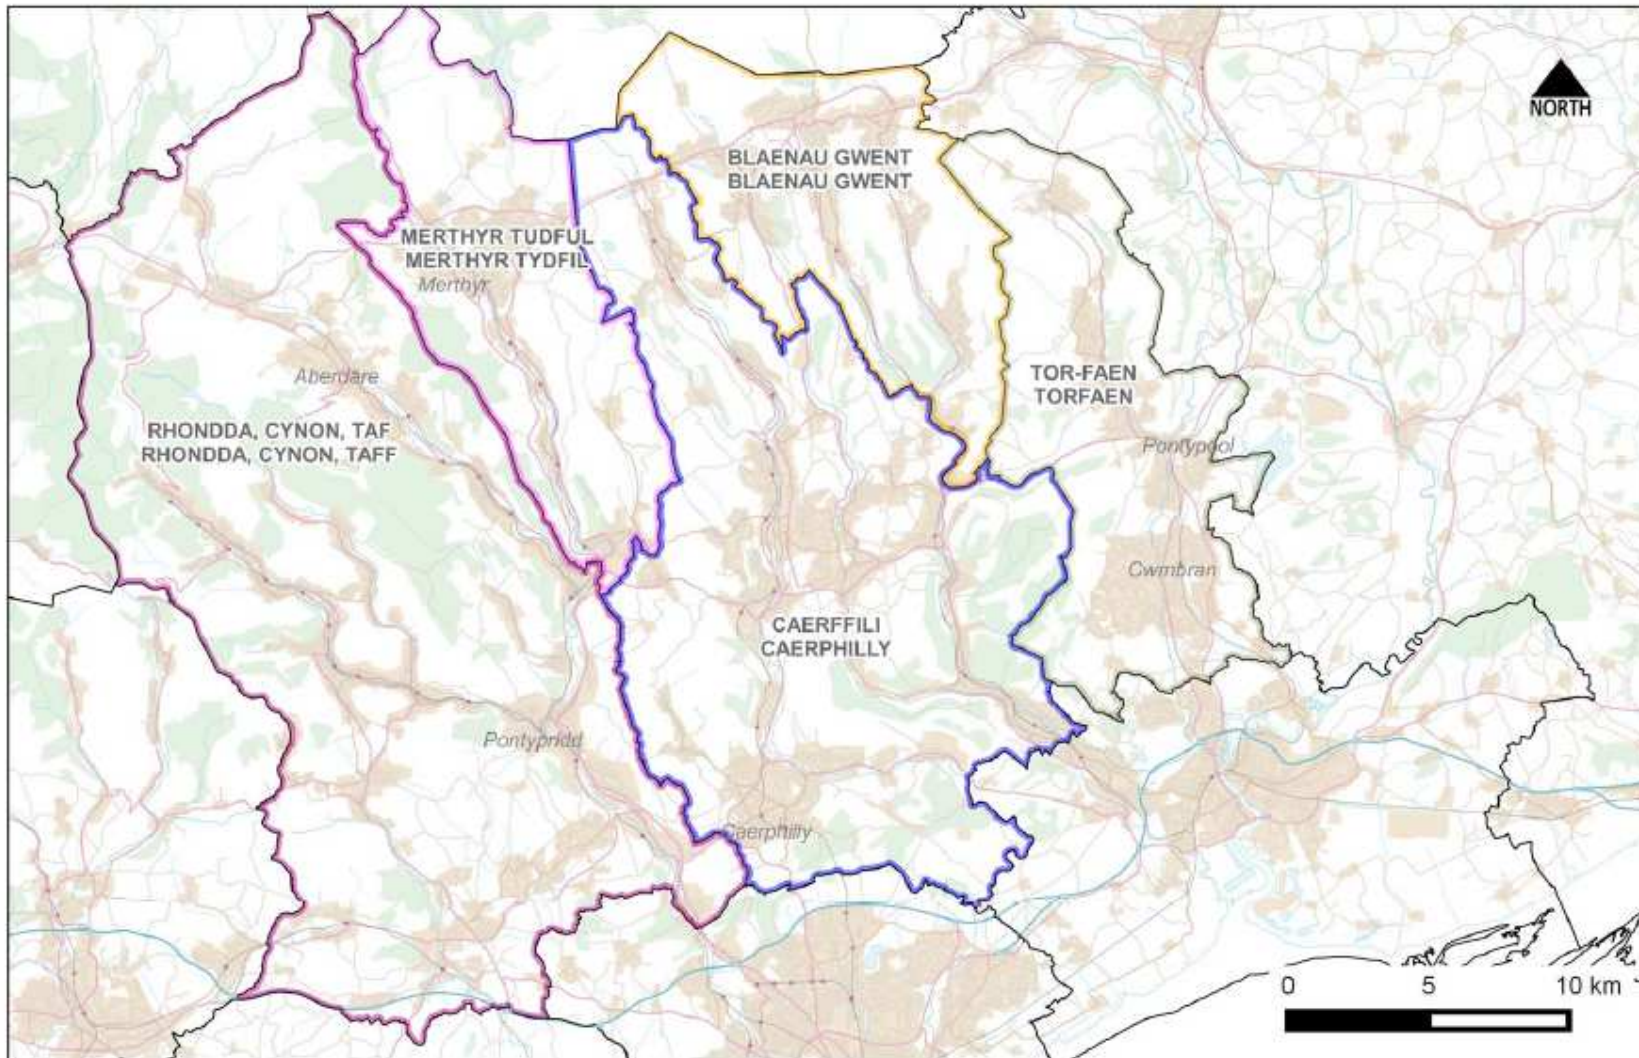 NORTH
BLAENAU GWENT
BLAENAU GWENT
MERTHYR TUDFUL
MERTHYR TYDFIL
Merthyr
Aberdare
TOR-FAEN
TORFAEN
RHONDDA, CYNON, TAF
RHONDDA, CYNON, TAFF
Pontypool
Cwmbran
CAERFFILI
CAERPHILLY
Pontypridd
Caerphilly
0 5 10 km